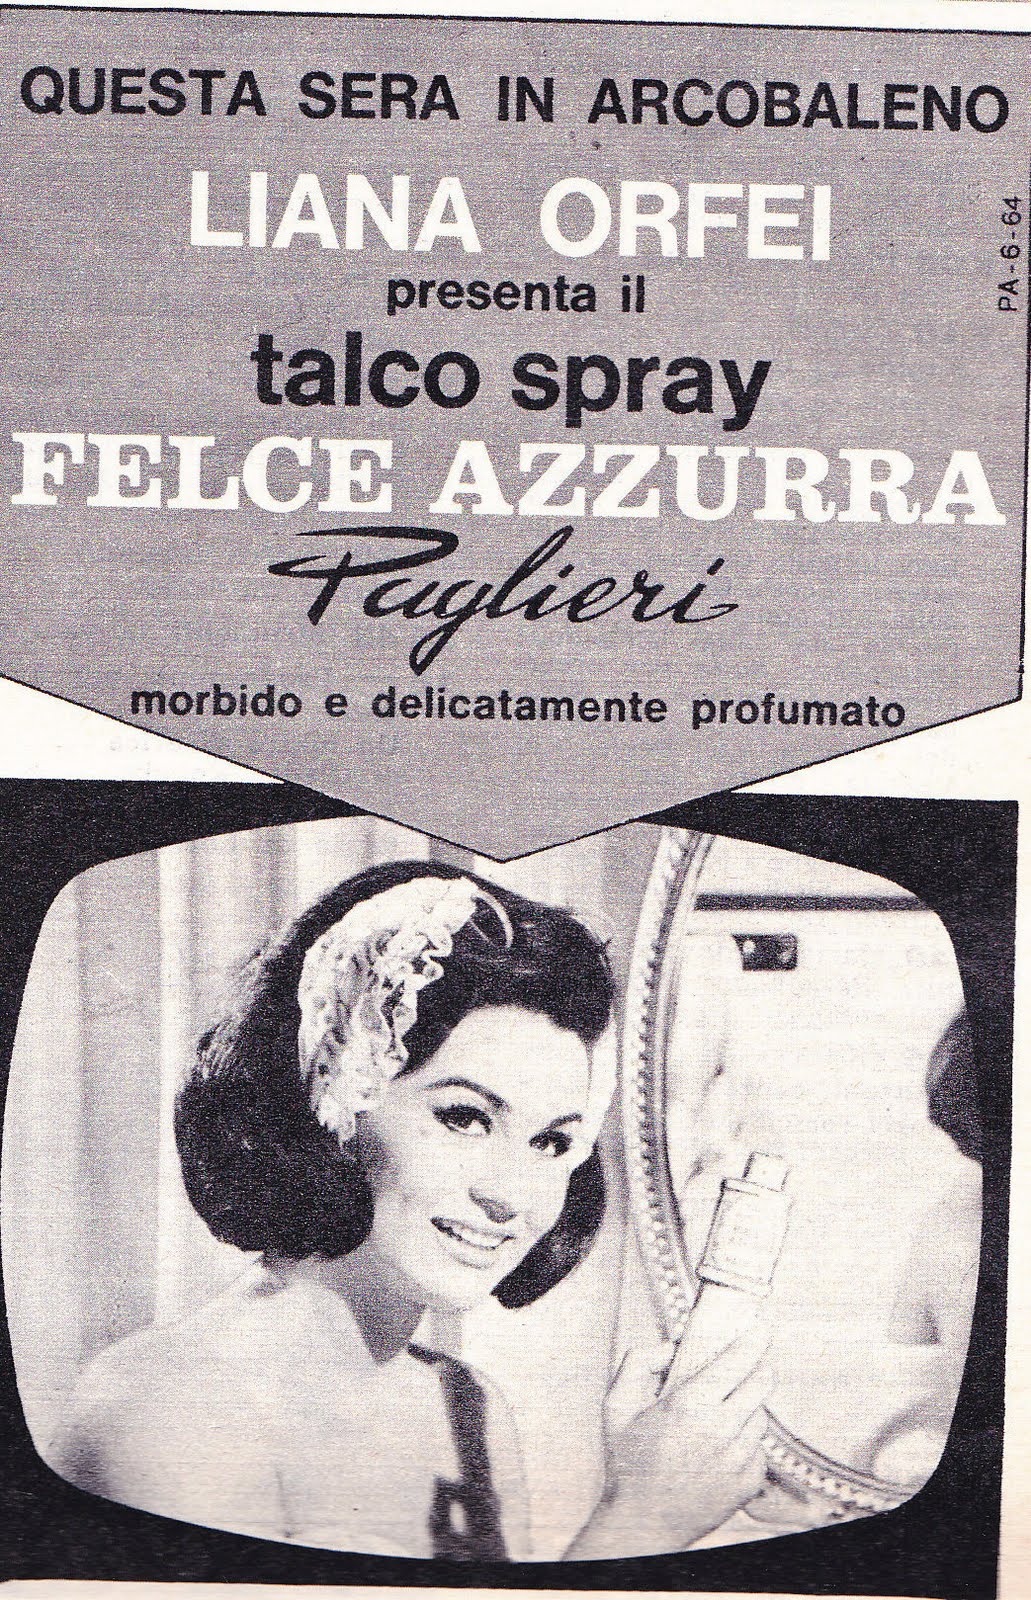 QUESTA SERA IN ARCOBALENO
LIANA ORFEI
PA-6-64
presenta il
talco spray
FELCE AZZURRA
Paglieri
morbido e delicatamente profumato